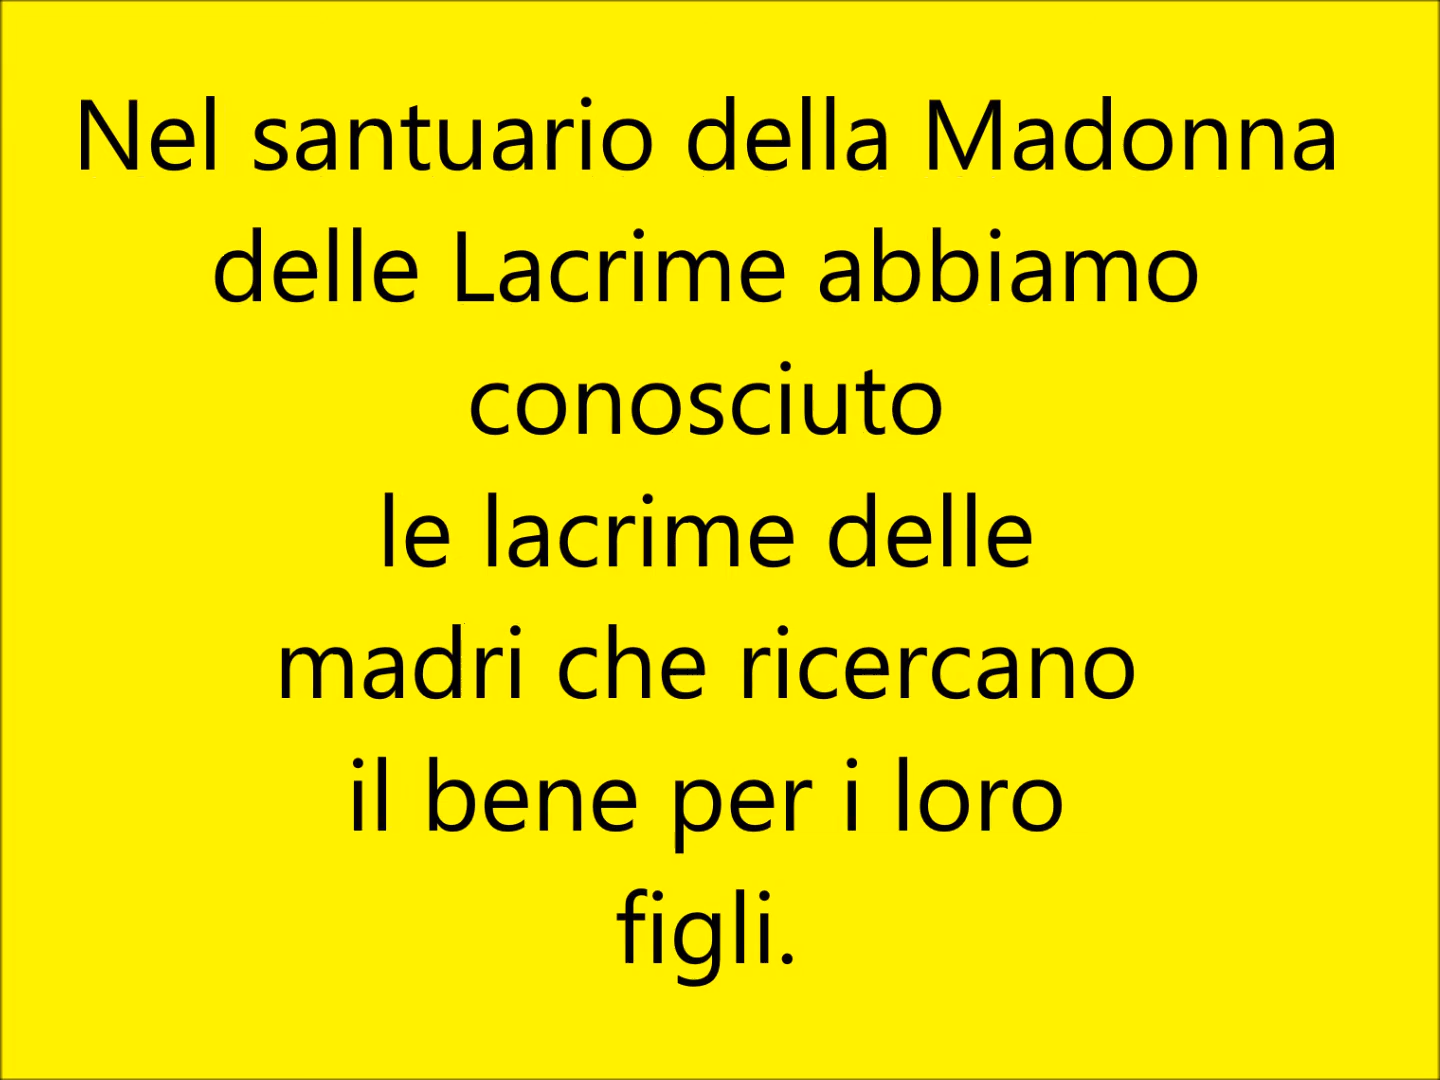 Nel santuario della Madonna
delle Lacrime abbiamo
conosciuto
le lacrime delle
madri che ricercano
il bene per i loro
figli.